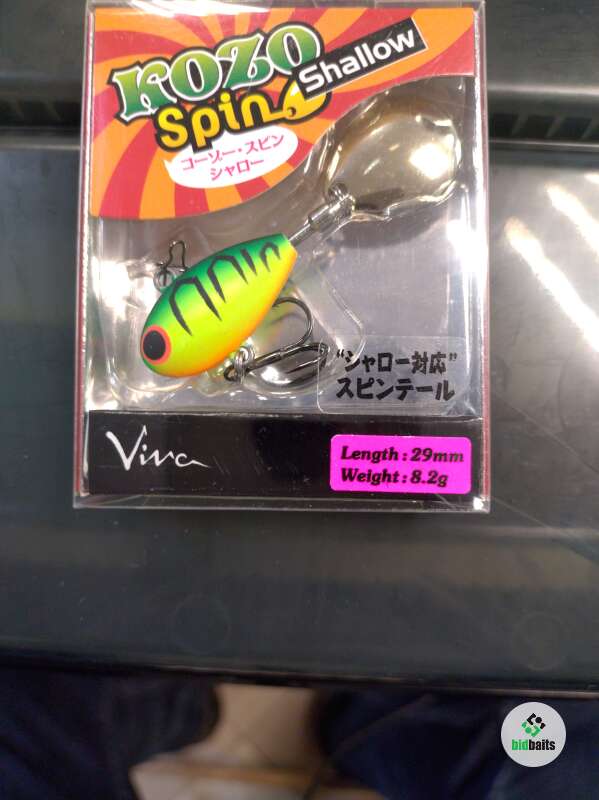 KOZO
Spin
Shallow
コーゾー・スピン
シャロー
"シャロー対応"
スピンテール
Viva
Length : 29mm
Weight : 8.2g
bidbaits